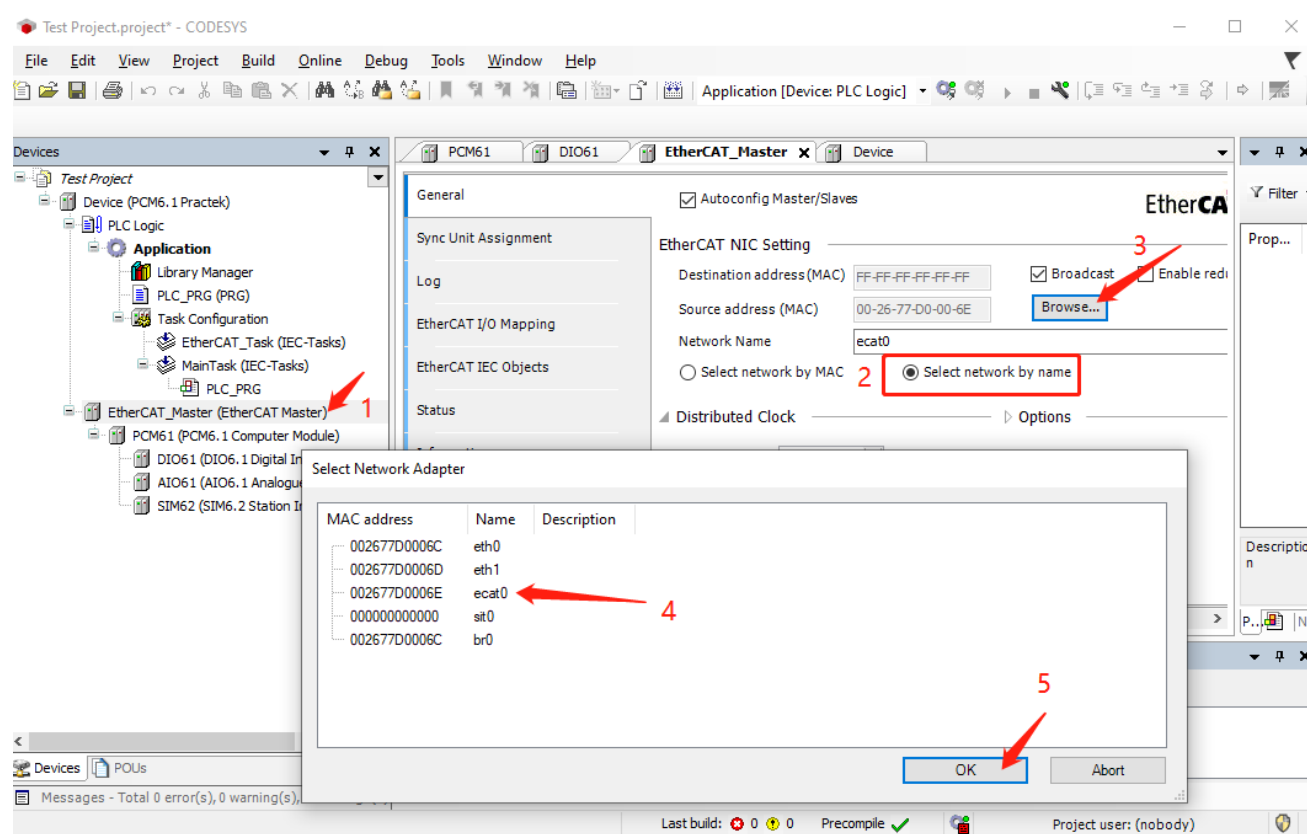 Test Project.project* - CODESYS
File Edit View Project Build Online Debug Tools Window Help
Application [Device: PLC Logic]
Devices
Test Project
Device (PCM6.1 Practek)
PLC Logic
Application
Library Manager
PLC_PRG (PRG)
Task Configuration
EtherCAT_Task (IEC-Tasks)
MainTask (IEC-Tasks)
PLC_PRG
EtherCAT_Master (EtherCAT Master)
1
PCM61 (PCM6.1 Computer Module)
DIO61 (DIO6.1 Digital In
AIO61 (AIO6.1 Analogue
SIM62 (SIM6.2 Station I
Devices POUs
Messages - Total 0 error(s), 0 warning(s),
PCM61 DIO61 EtherCAT_Master Device
General
Sync Unit Assignment
Log
EtherCAT I/O Mapping
EtherCAT IEC Objects
Status
Autoconfig Master/Slaves
EtherCA
EtherCAT NIC Setting
3
Destination address (MAC) FF-FF-FF-FF-FF-FF Broadcast Enable redu
Source address (MAC) 00-26-77-D0-00-6E Browse...
Network Name ecat0
Select network by MAC 2 Select network by name
Distributed Clock Options
Select Network Adapter
MAC address Name Description
002677D0006C eth0
002677D0006D eth1
002677D0006E ecat0
4
000000000000 sit0
002677D0006C br0
5
OK Abort
Filter
Prop...
Descriptio
n
P...
Last build: 0 0 Precompile Project user: (nobody)